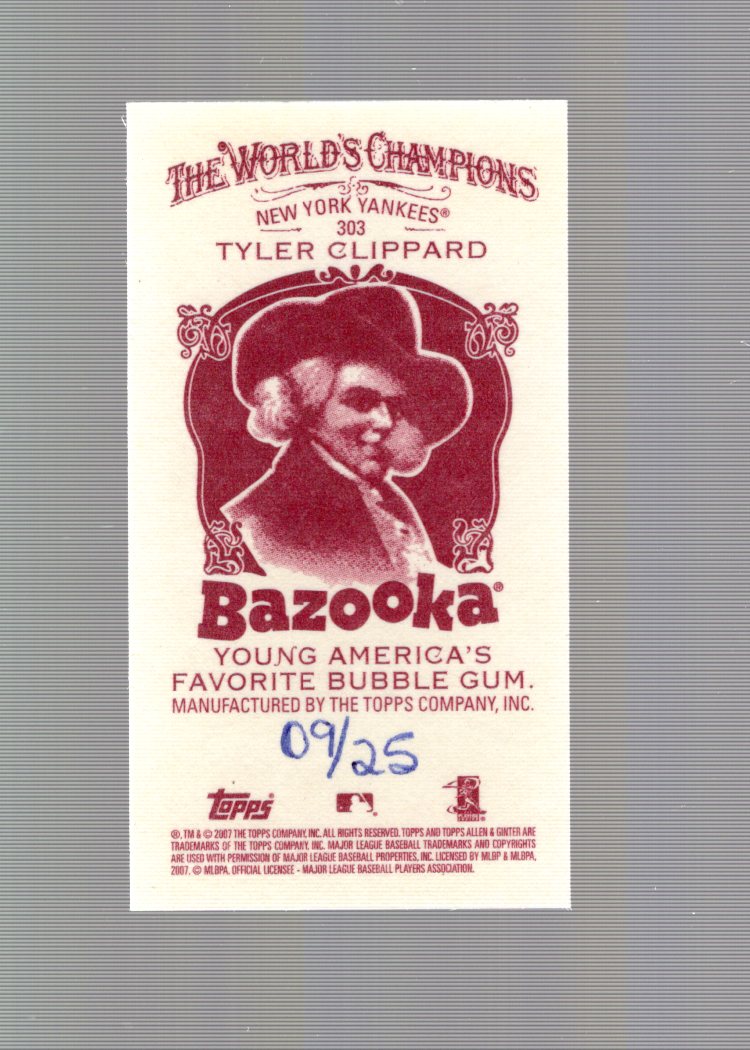 THE WORLD'S CHAMPIONS
NEW YORK YANKEES®
303
TYLER CLIPPARD
Bazooka®
YOUNG AMERICA'S
FAVORITE BUBBLE GUM.
MANUFACTURED BY THE TOPPS COMPANY, INC.
09/25
Topps®
®, TM & © 2007 THE TOPPS COMPANY, INC. ALL RIGHTS RESERVED. TOPPS AND TOPPS ALLEN & GINTER ARE
TRADEMARKS OF THE TOPPS COMPANY, INC. MAJOR LEAGUE BASEBALL TRADEMARKS AND COPYRIGHTS
ARE USED WITH PERMISSION OF MAJOR LEAGUE BASEBALL PROPERTIES, INC. LICENSED BY MLBP & MLBPA,
2007. © MLBPA. OFFICIAL LICENSEE - MAJOR LEAGUE BASEBALL PLAYERS ASSOCIATION.